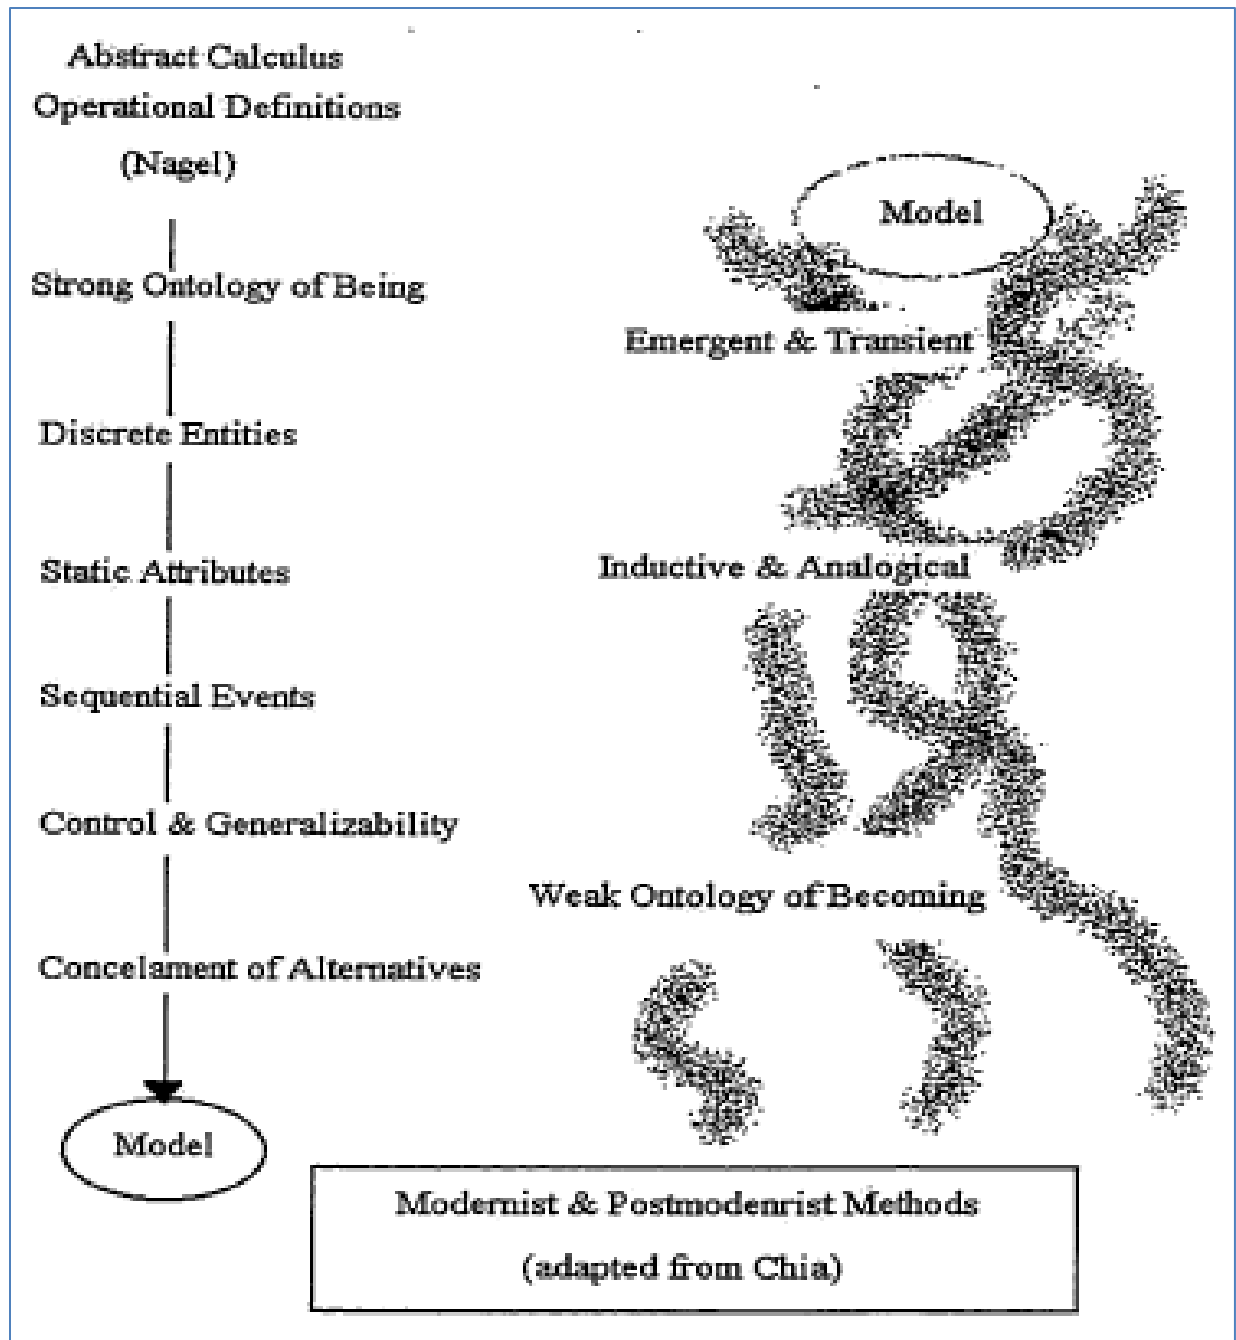 Abstract Calculus
Operational Definitions
(Nagel)
Strong Ontology of Being
Discrete Entities
Static Attributes
Sequential Events
Control & Generalizability
Concelament of Alternatives
Model
Model
Emergent & Transient
Inductive & Analogical
Weak Ontology of Becoming
Modernist & Postmodenrist Methods
(adapted from Chia)